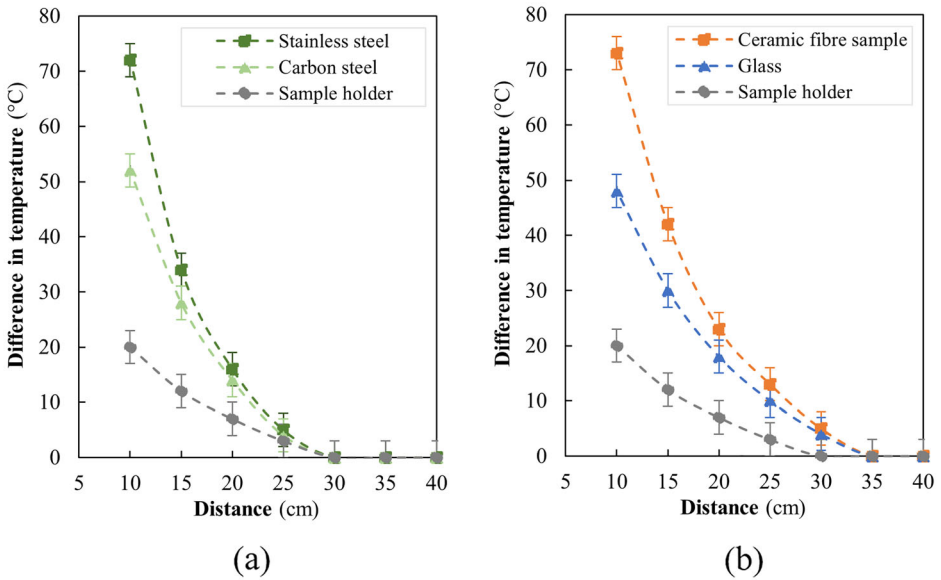 80
70
60
50
40
30
20
10
0
Difference in temperature (°C)
Stainless steel
Carbon steel
Sample holder
5 10 15 20 25 30 35 40
Distance (cm)
(a)
80
70
60
50
40
30
20
10
0
Difference in temperature (°C)
Ceramic fibre sample
Glass
Sample holder
5 10 15 20 25 30 35 40
Distance (cm)
(b)